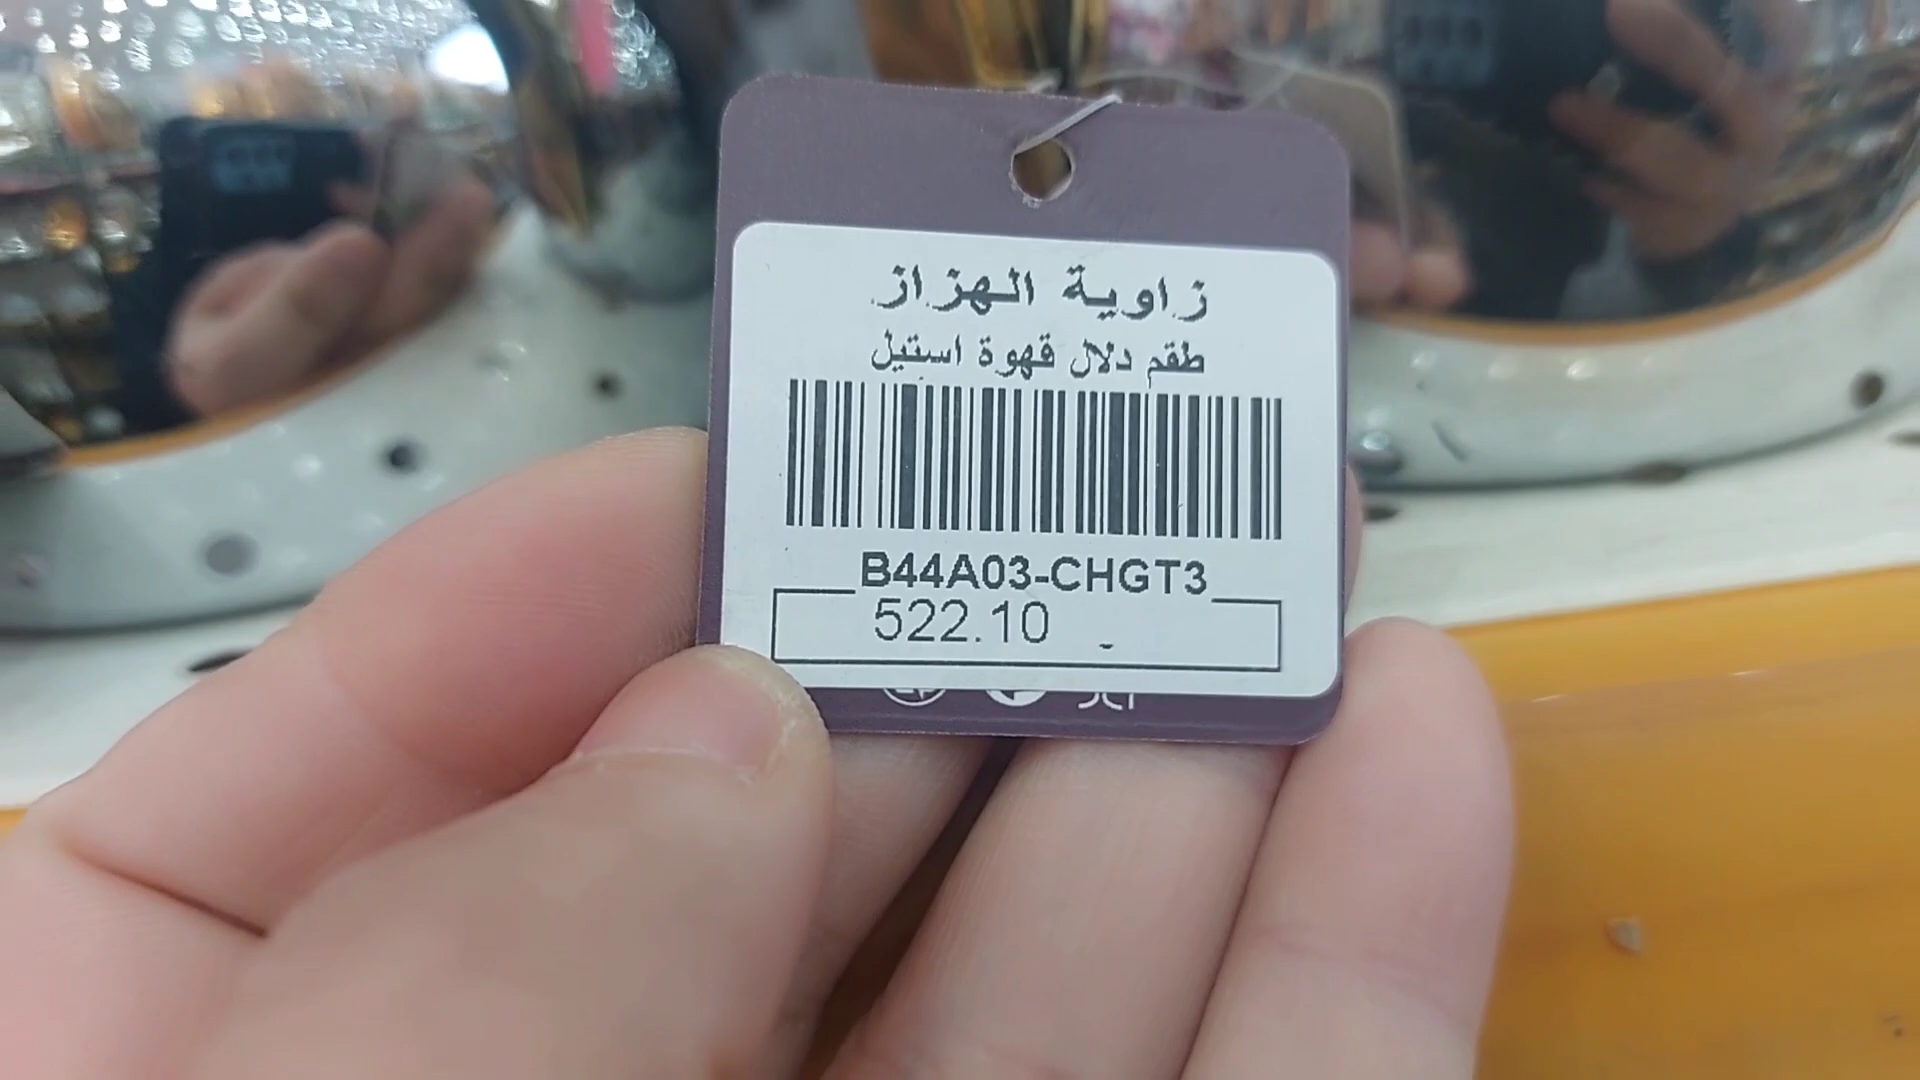 زاوية الهزاز
طقم دلال قهوة استيل
B44A03-CHGT3
522.10